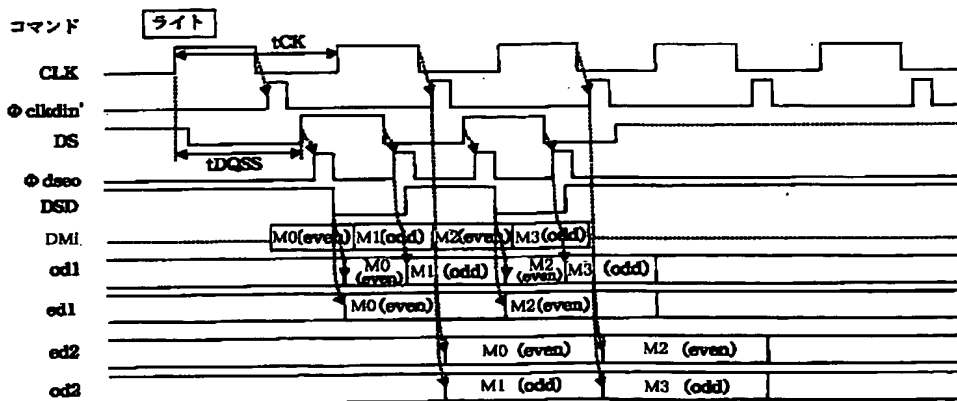 コマンド ライト
tCK
CLK
Φclkdin'
DS
tDQSS
Φdseo
DSD
DMi M0(even) M1(odd) M2(even) M3(odd)
od1 M0 (even) M1 (odd) M2 (even) M3 (odd)
ed1 M0(even) M2(even)
ed2 M0 (even) M2 (even)
od2 M1 (odd) M3 (odd)